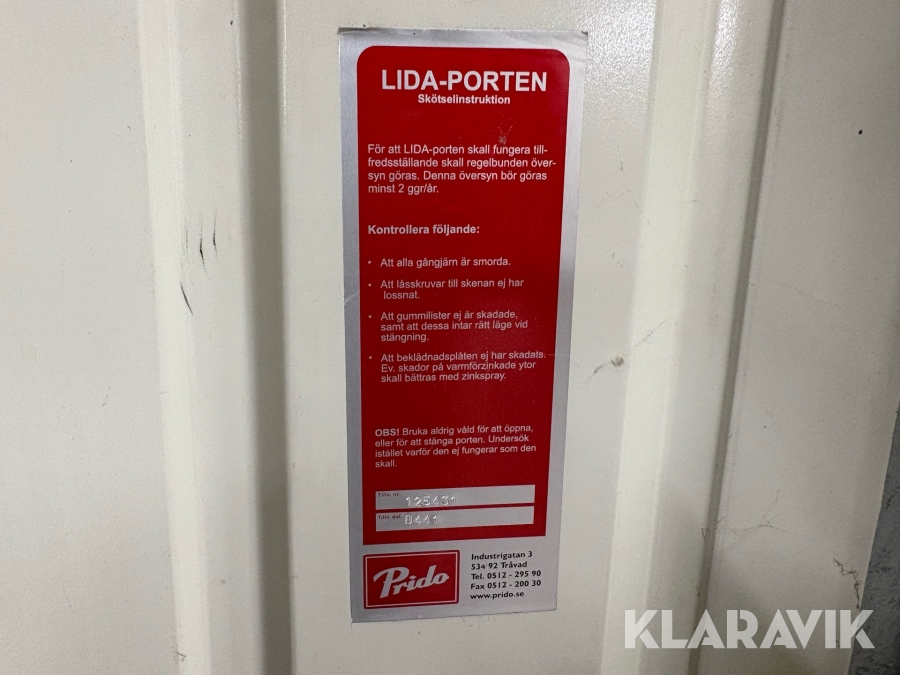 LIDA-PORTEN
Skötselinstruktion
För att LIDA-porten skall fungera till-
fredsställande skall regelbunden över-
syn göras. Denna översyn bör göras
minst 2 ggr/år.
Kontrollera följande:
• Att alla gångjärn är smorda.
• Att låsskruvar till skenan ej har
lossnat.
• Att gummilister ej är skadade,
samt att dessa intar rätt läge vid
stängning.
• Att beklädnadsplåten ej har skadats.
Ev. skador på varmförzinkade ytor
skall bättras med zinkspray.
OBS! Bruka aldrig våld för att öppna,
eller för att stänga porten. Undersök
istället varför den ej fungerar som den
skall.
Tillv. nr.
Tillv. dat.
0441
Prido
Industrigatan 3
534 92 Tråvad
Tel. 0512 - 295 90
Fax 0512 - 200 30
www.prido.se
KLARAVIK